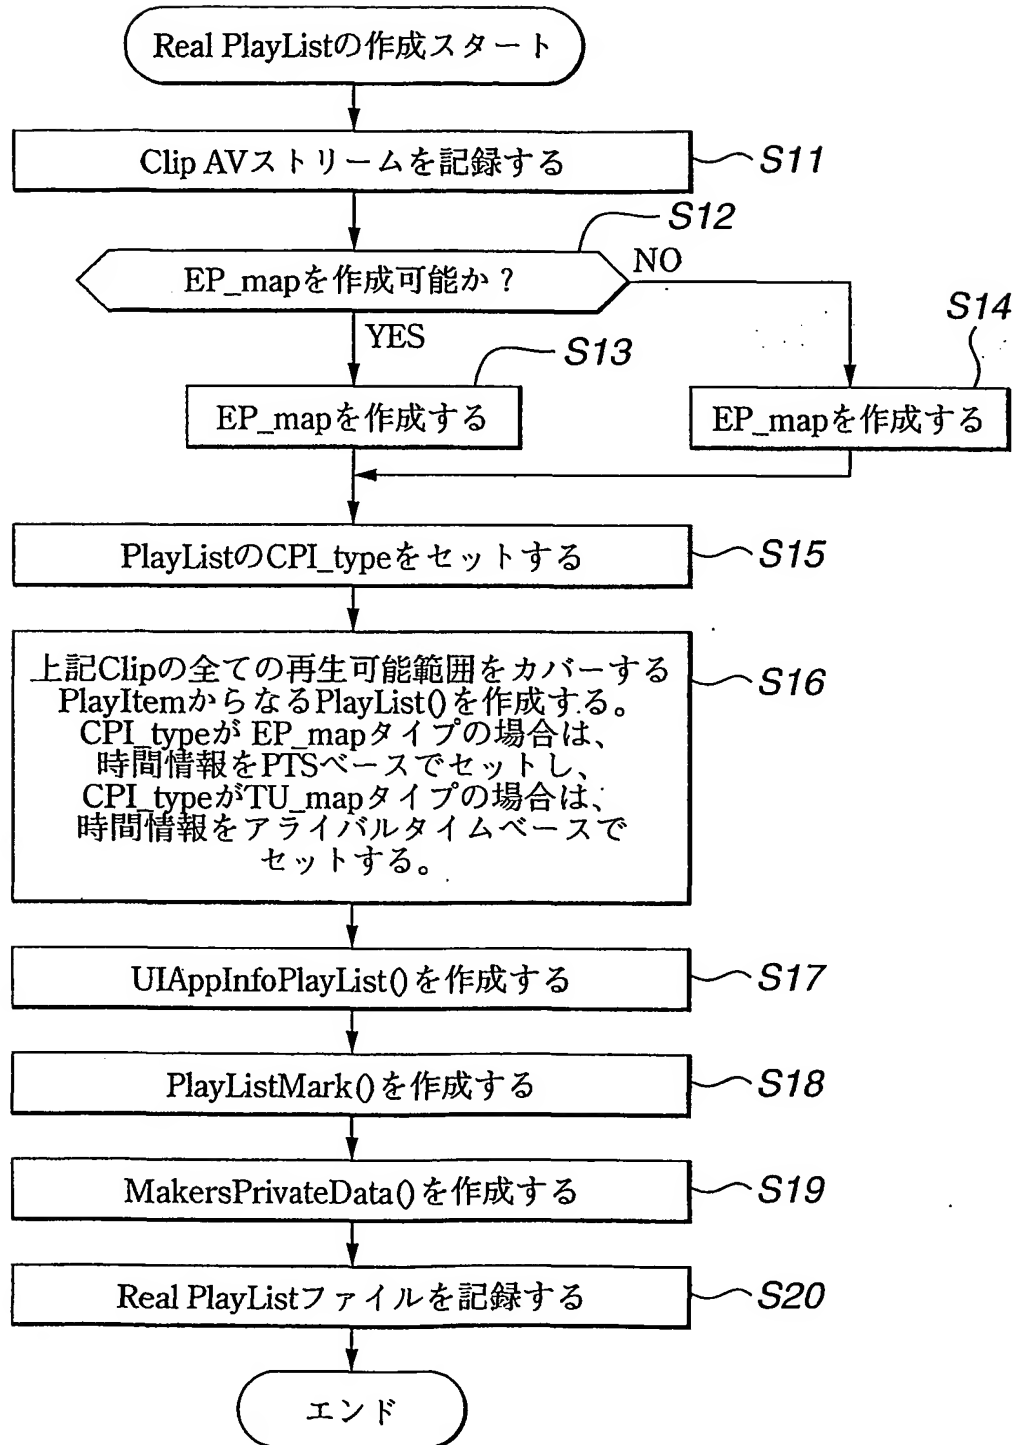 Real PlayListの作成スタート
Clip AVストリームを記録する
S11
S12
EP_mapを作成可能か？
NO
YES
S13
S14
EP_mapを作成する
EP_mapを作成する
PlayListのCPI_typeをセットする
S15
上記Clipの全ての再生可能範囲をカバーする
PlayItemからなるPlayList()を作成する。
CPI_typeが EP_mapタイプの場合は、
時間情報をPTSベースでセットし、
CPI_typeがTU_mapタイプの場合は、
時間情報をアライバルタイムベースで
セットする。
S16
UIAppInfoPlayList()を作成する
S17
PlayListMark()を作成する
S18
MakersPrivateData()を作成する
S19
Real PlayListファイルを記録する
S20
エンド